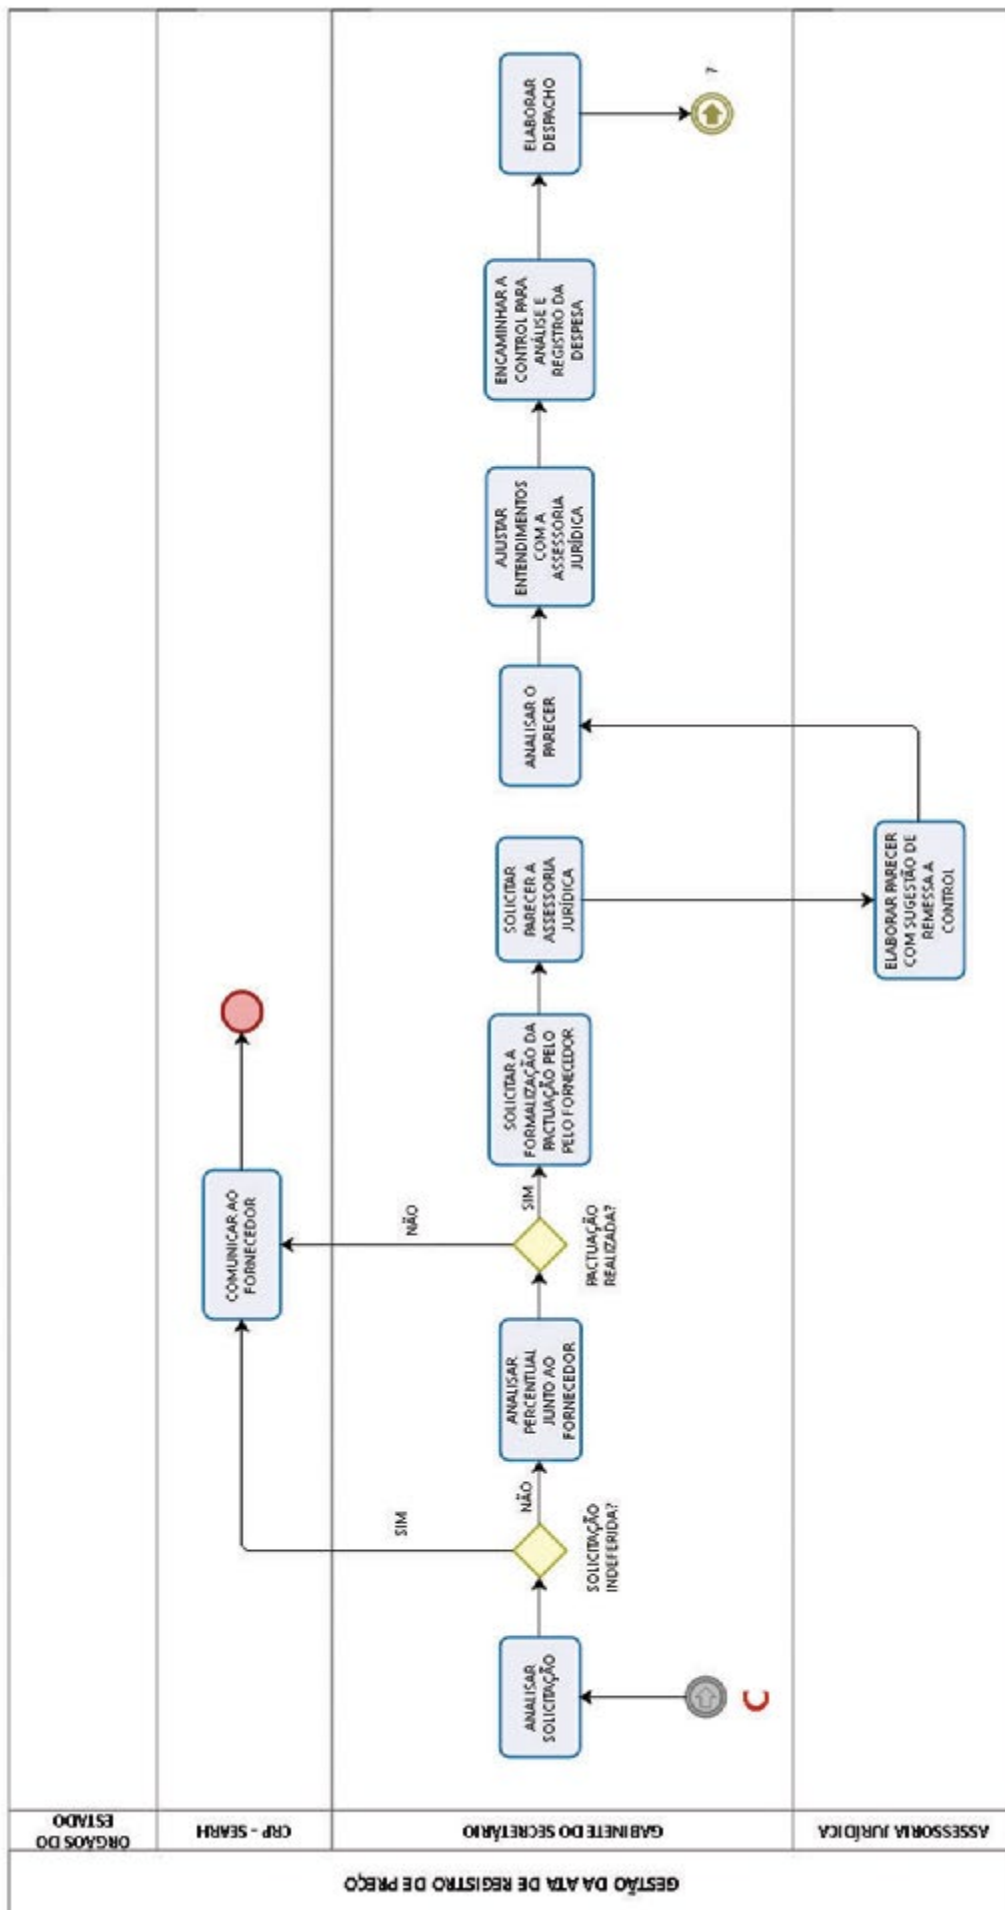 GESTÃO DA ATA DE REGISTRO DE PREÇO
ORGÃOS DO
ESTADO
CRP - SEARH
GABINETE DO SECRETÁRIO
ASSESSORIA JURÍDICA
C
ANALISAR
SOLICITAÇÃO
SOLICITAÇÃO
INDEFERIDA?
SIM
NÃO
ANALISAR
PERCENTUAL
JUNTO AO
FORNECEDOR
PACTUAÇÃO
REALIZADA?
NÃO
SIM
COMUNICAR AO
FORNECEDOR
SOLICITAR A
FORMALIZAÇÃO DA
PACTUAÇÃO PELO
PELO FORNECEDOR
SOLICITAR
PARECER A
ASSESSORIA
JURÍDICA
ELABORAR PARECER
COM SUGESTÃO DE
REMESSA A
CONTROL
ANALISAR O
PARECER
AJUSTAR
ENTENDIMENTOS
COM A
ASSESSORIA
JURÍDICA
ENCAMINHAR A
CONTROL PARA
ANÁLISE E
REGISTRO DA
DESPESA
ELABORAR
DESPACHO
7